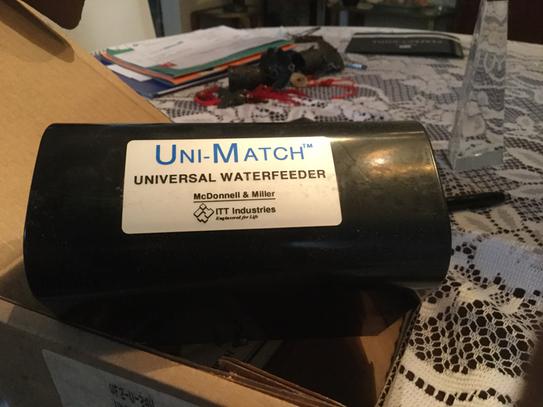 UNI-MATCH™
UNIVERSAL WATERFEEDER
McDonnell & Miller
ITT Industries
Engineered for Life